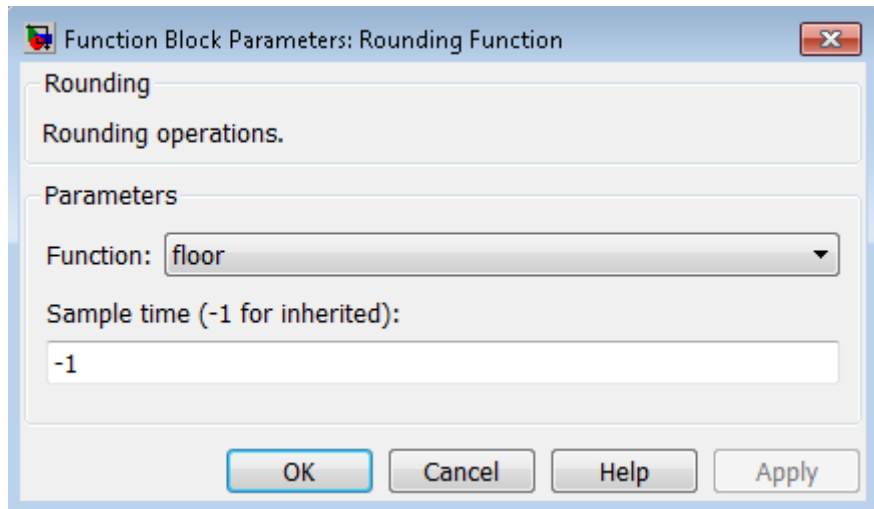 Function Block Parameters: Rounding Function
Rounding
Rounding operations.
Parameters
Function: floor
Sample time (-1 for inherited):
-1
OK Cancel Help Apply